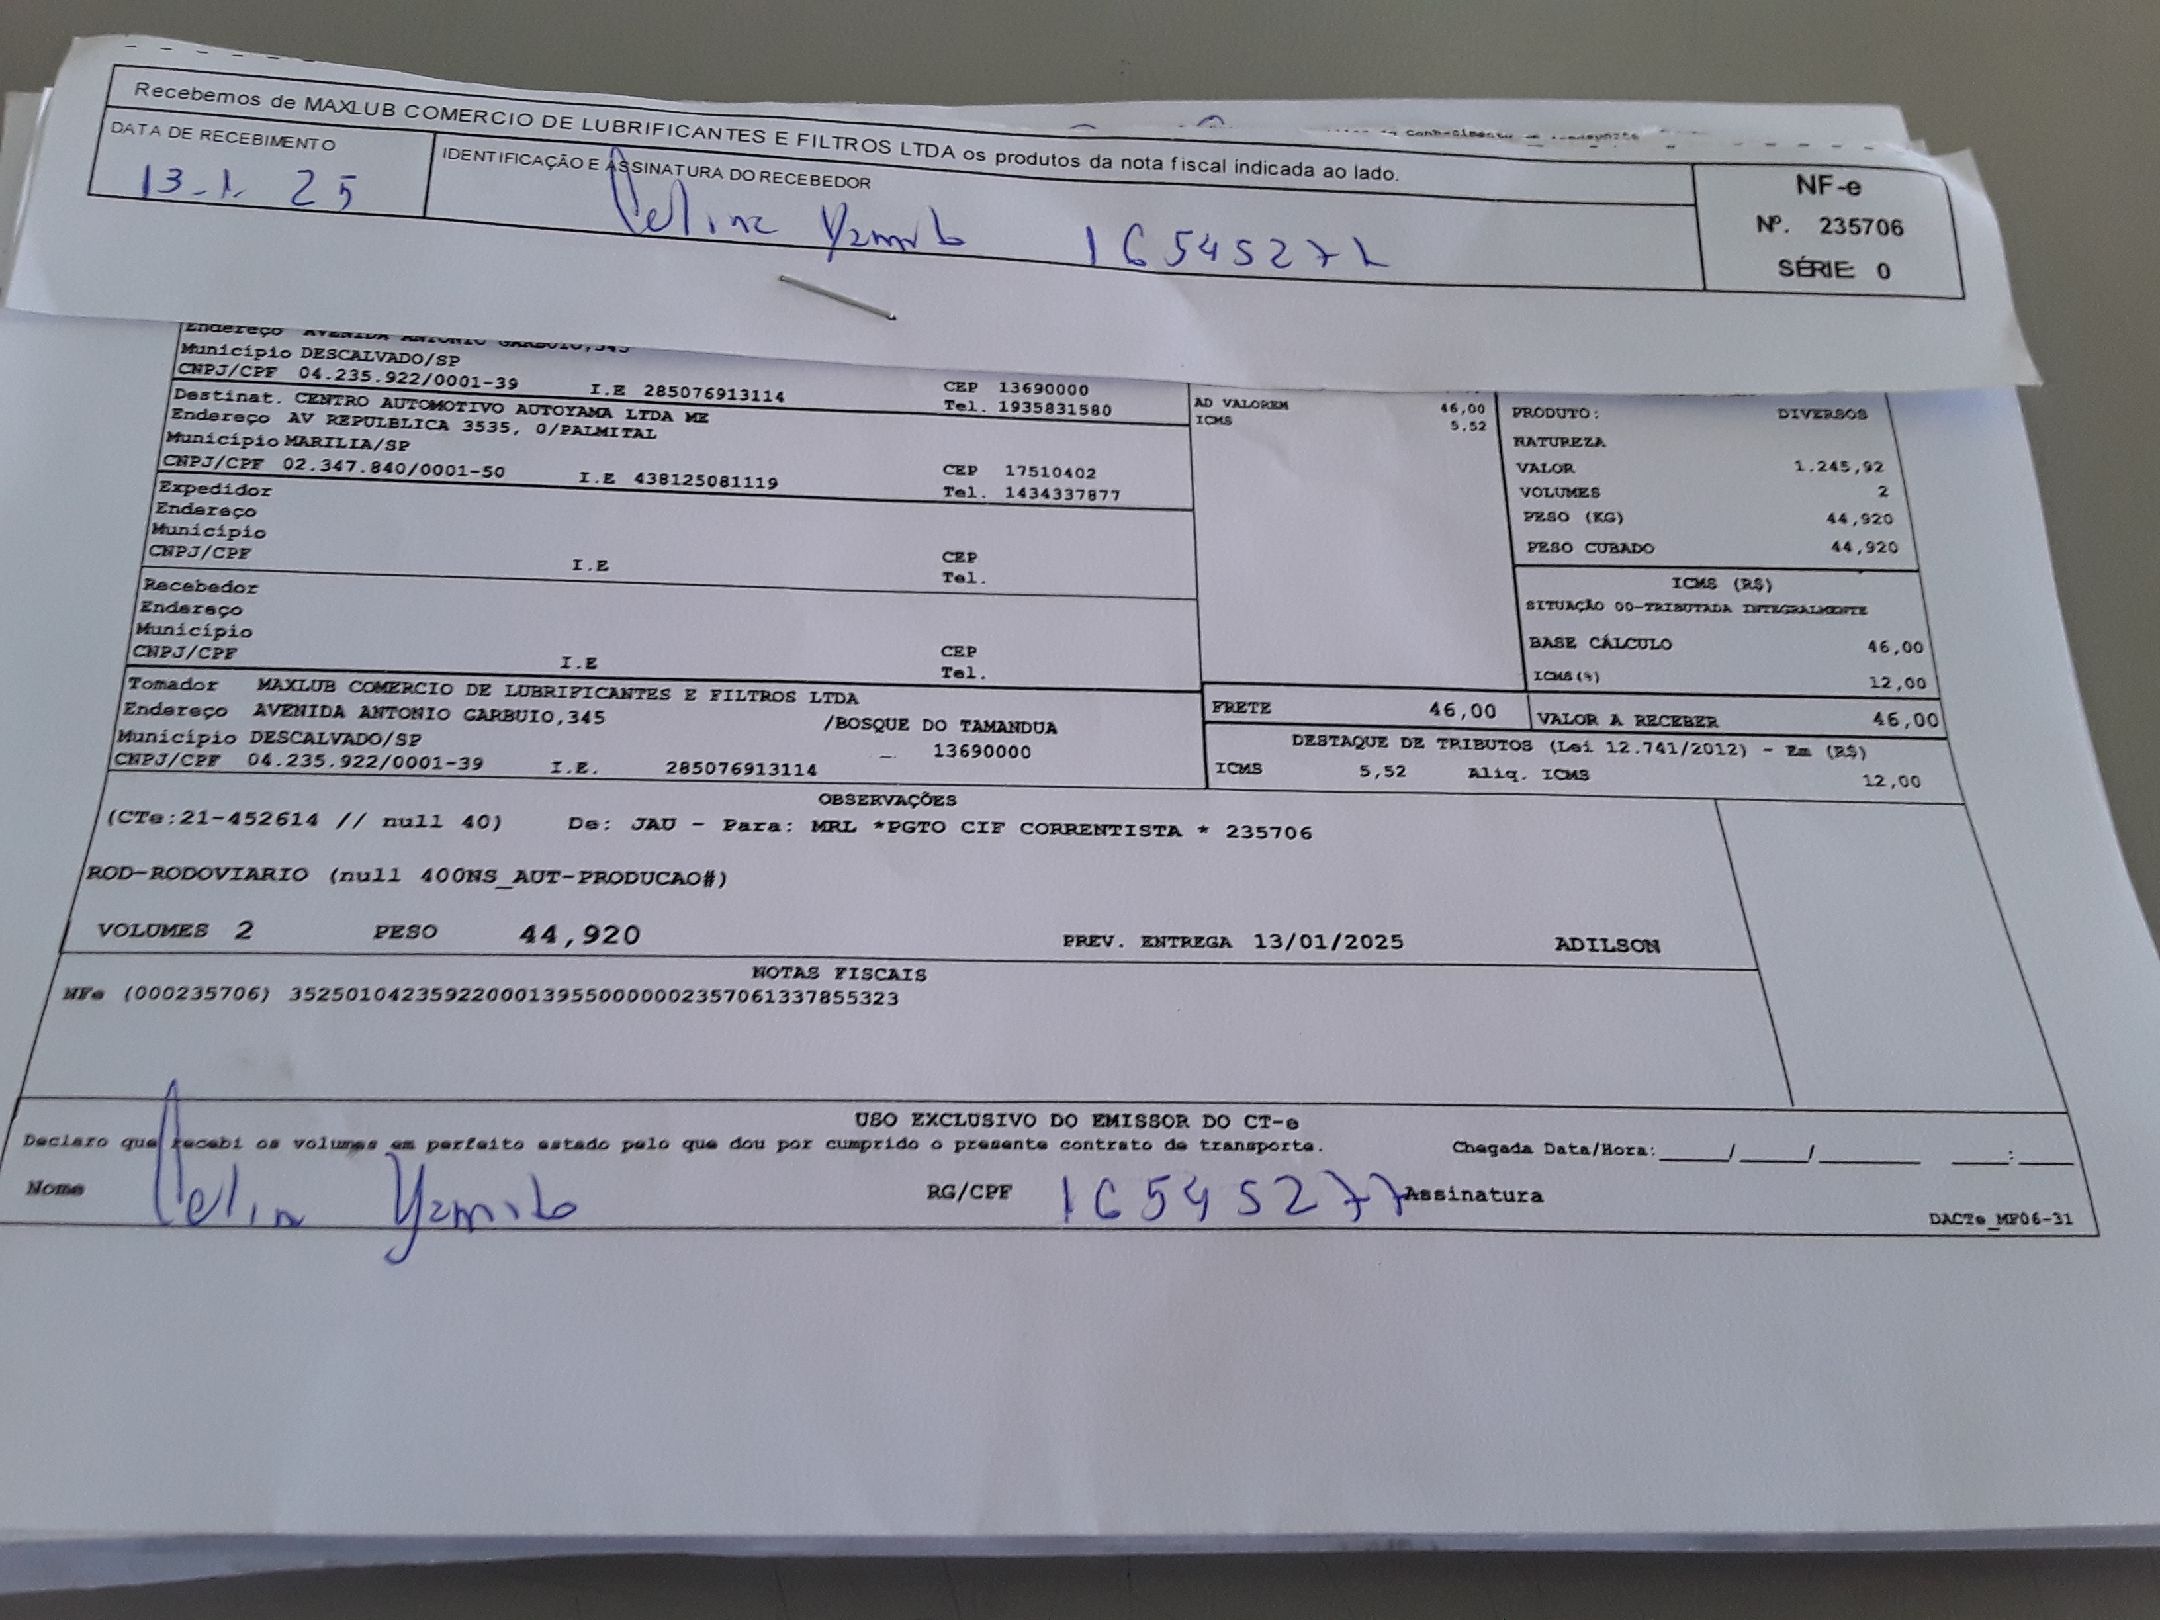 Recebemos de MAXLUB COMERCIO DE LUBRIFICANTES E FILTROS LTDA os produtos da nota fiscal indicada ao lado.
DATA DE RECEBIMENTO
13.1.25
IDENTIFICAÇÃO E ASSINATURA DO RECEBEDOR
NF-e
Nº. 235706
SÉRIE: 0
Endereço AVENIDA ANTONIO GARBUIO,345
Município DESCALVADO/SP
CNPJ/CPF 04.235.922/0001-39 I.E 285076913114 CEP 13690000
Tel. 1935831580
Destinat. CENTRO AUTOMOTIVO AUTOYAMA LTDA ME
Endereço AV REPULBLICA 3535, 0/PALMITAL
Município MARILIA/SP
CNPJ/CPF 02.347.840/0001-50 I.E 438125081119 CEP 17510402
Tel. 1434337877
Expedidor
Endereço
Município
CNPJ/CPF I.E CEP
Tel.
Recebedor
Endereço
Município
CNPJ/CPF I.E CEP
Tel.
Tomador MAXLUB COMERCIO DE LUBRIFICANTES E FILTROS LTDA
Endereço AVENIDA ANTONIO GARBUIO,345 /BOSQUE DO TAMANDUA
Município DESCALVADO/SP 13690000
CNPJ/CPF 04.235.922/0001-39 I.E. 285076913114
AD VALOREM 46,00
ICMS 5,52
PRODUTO: DIVERSOS
NATUREZA
VALOR 1.245,92
VOLUMES 2
PESO (KG) 44,920
PESO CUBADO 44,920
ICMS (R$)
SITUAÇÃO 00-TRIBUTADA INTEGRALMENTE
BASE CÁLCULO 46,00
ICMS(%) 12,00
FRETE 46,00 VALOR A RECEBER 46,00
DESTAQUE DE TRIBUTOS (Lei 12.741/2012) - Em (R$)
ICMS 5,52 Aliq. ICMS 12,00
OBSERVAÇÕES
(CTe:21-452614 // null 40) De: JAU - Para: MRL *PGTO CIF CORRENTISTA * 235706
ROD-RODOVIARIO (null 400NS_AUT-PRODUCAO#)
VOLUMES 2 PESO 44,920 PREV. ENTREGA 13/01/2025 ADILSON
NOTAS FISCAIS
NFe (000235706) 35250104235922000139550000002357061337855323
USO EXCLUSIVO DO EMISSOR DO CT-e
Declaro que recebi os volumes em perfeito estado pelo que dou por cumprido o presente contrato de transporte. Chegada Data/Hora:____/____/______ ____:____
Nome RG/CPF 16545277 Assinatura
DACTe_MF06-31